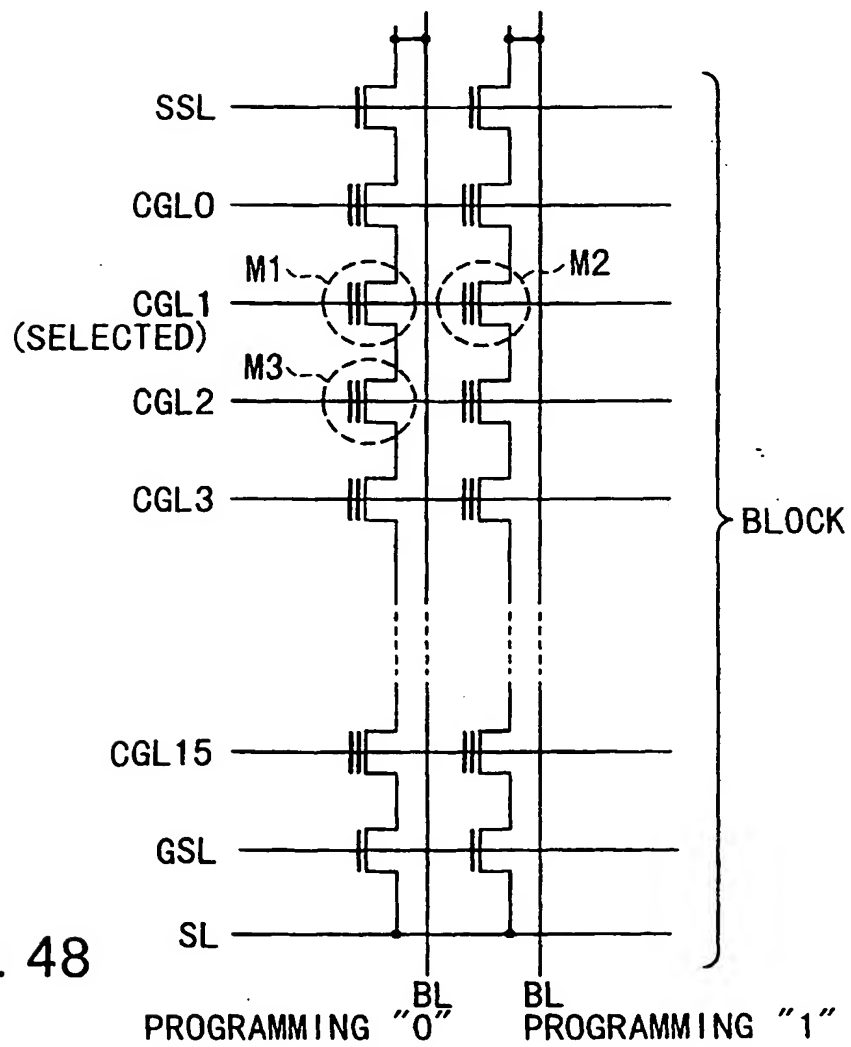 SSL
CGL0
M1
M2
CGL1
(SELECTED)
M3
CGL2
CGL3
BLOCK
CGL15
GSL
SL
. 48
BL
BL
PROGRAMMING "0"
PROGRAMMING "1"